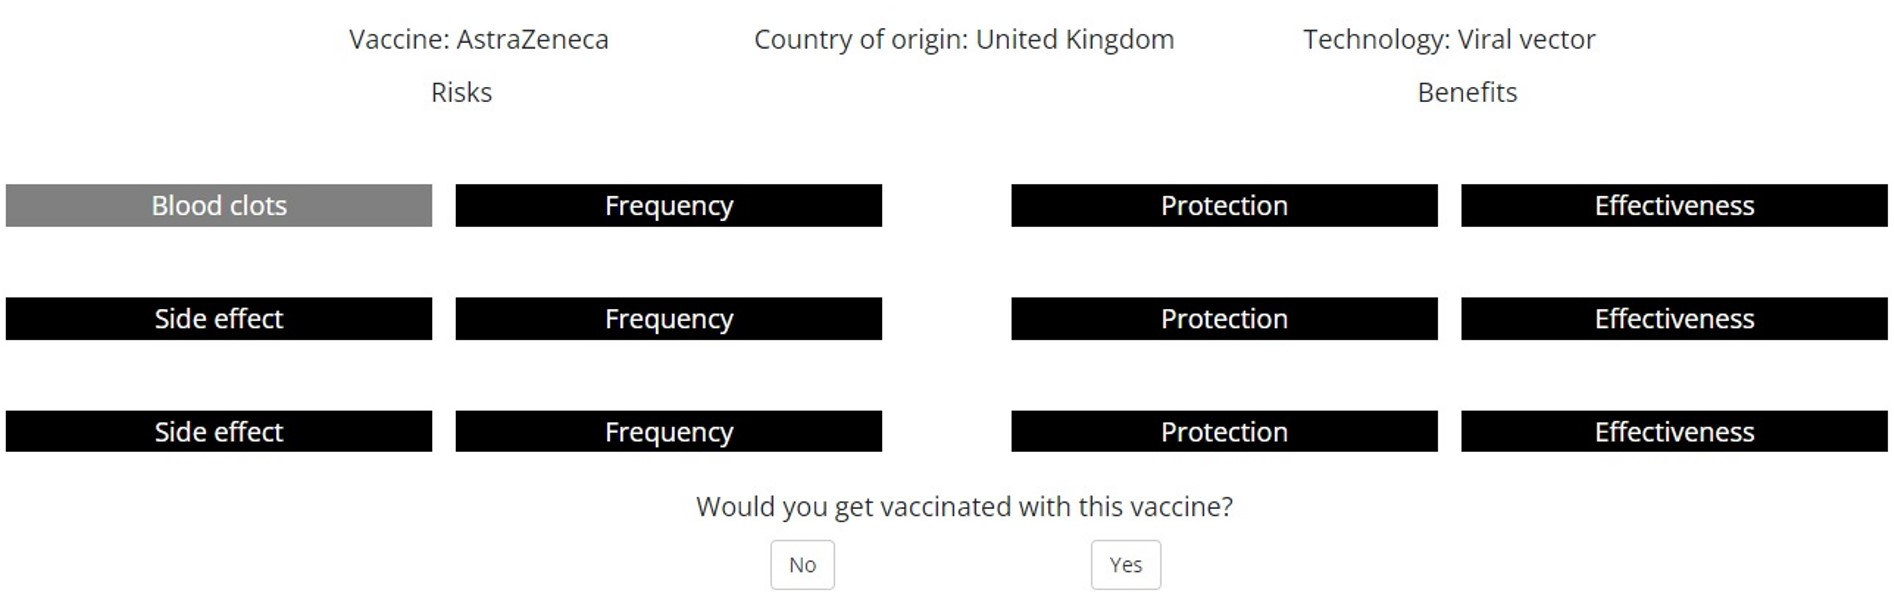 Vaccine: AstraZeneca Country of origin: United Kingdom Technology: Viral vector
Risks Benefits
Blood clots Frequency Protection Effectiveness
Side effect Frequency Protection Effectiveness
Side effect Frequency Protection Effectiveness
Would you get vaccinated with this vaccine?
No Yes